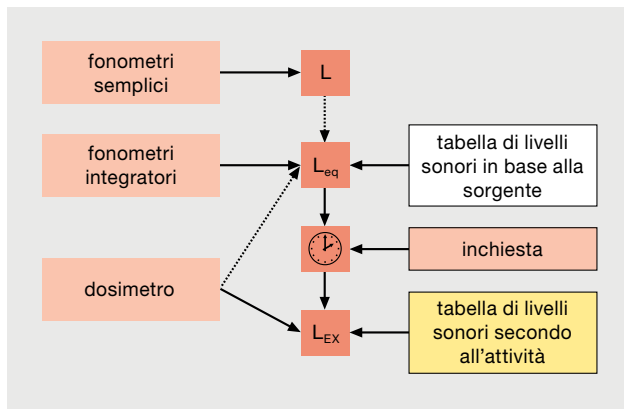 fonometri
semplici
L
fonometri
integratori
Leq
tabella di livelli
sonori in base alla
sorgente
inchiesta
dosimetro
LEX
tabella di livelli
sonori secondo
all'attività